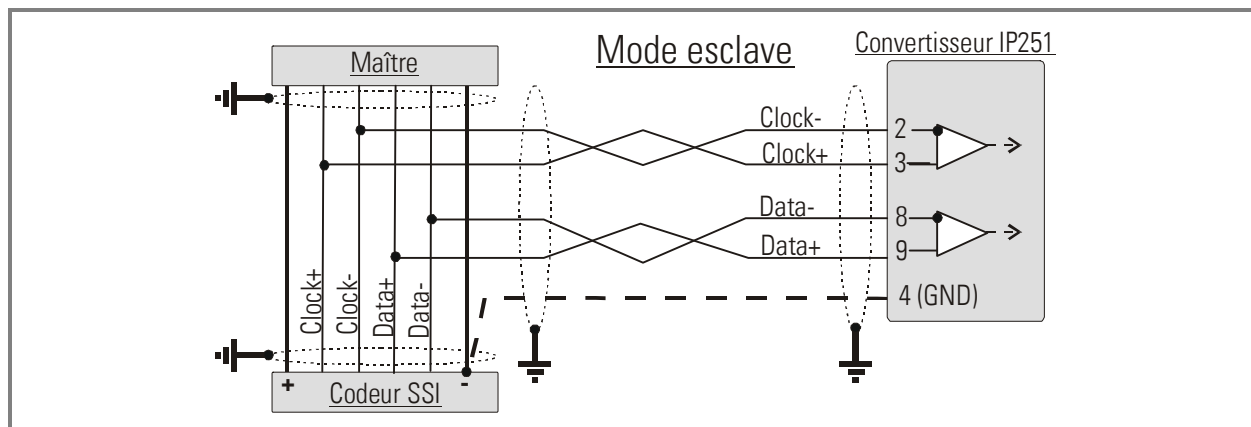 Maître
Mode esclave
Convertisseur IP251
Clock-
2
Clock+
3
Data-
8
Data+
9
4 (GND)
Clock+
Clock-
Data+
Data-
+
-
Codeur SSI